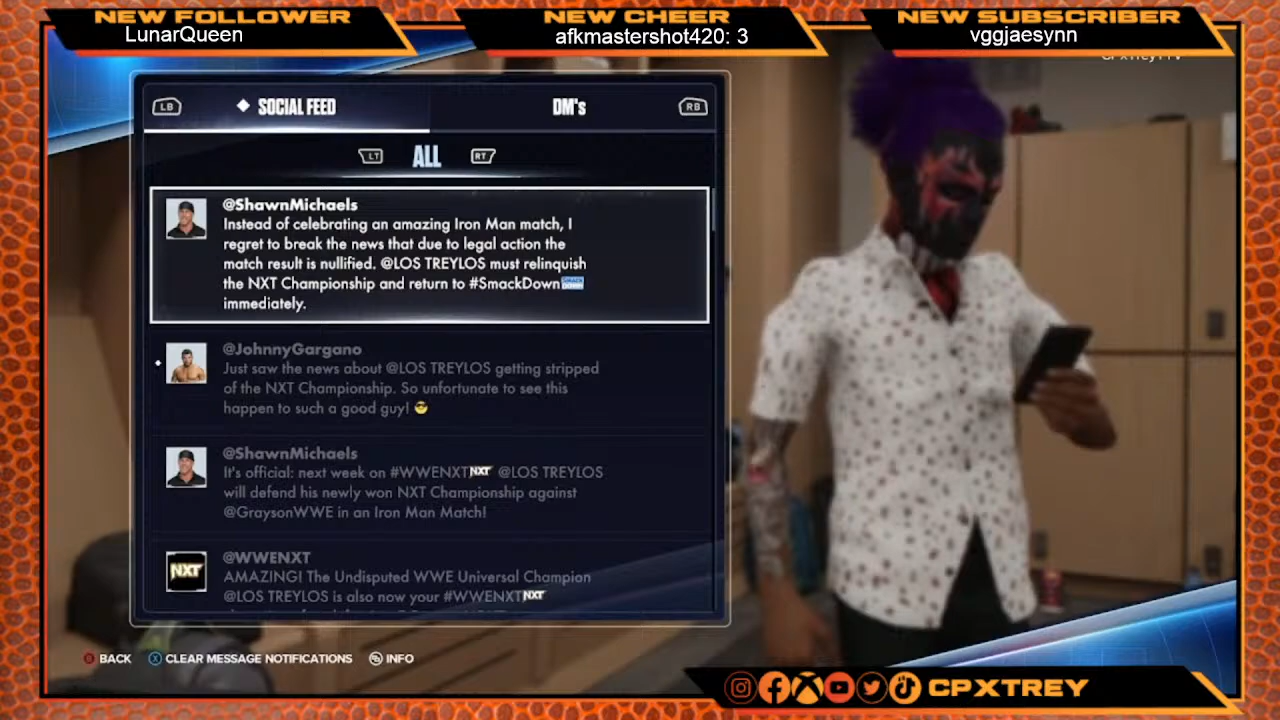 NEW FOLLOWER
LunarQueen
NEW CHEER
afkmastershot420: 3
NEW SUBSCRIBER
vggjaesynn
LB
SOCIAL FEED
DM's
RB
LT
ALL
RT
@ShawnMichaels
Instead of celebrating an amazing Iron Man match, I
regret to break the news that due to legal action the
match result is nullified. @LOS TREYLOS must relinquish
the NXT Championship and return to #SmackDown
immediately.
@JohnnyGargano
Just saw the news about @LOS TREYLOS getting stripped
of the NXT Championship. So unfortunate to see this
happen to such a good guy! 😎
@ShawnMichaels
It's official: next week on #WWENXT NXT @LOS TREYLOS
will defend his newly won NXT Championship against
@GraysonWWE in an Iron Man Match!
NXT
@WWENXT
AMAZING! The Undisputed WWE Universal Champion
@LOS TREYLOS is also now your #WWENXT NXT
B BACK
X CLEAR MESSAGE NOTIFICATIONS
INFO
CPXTREY